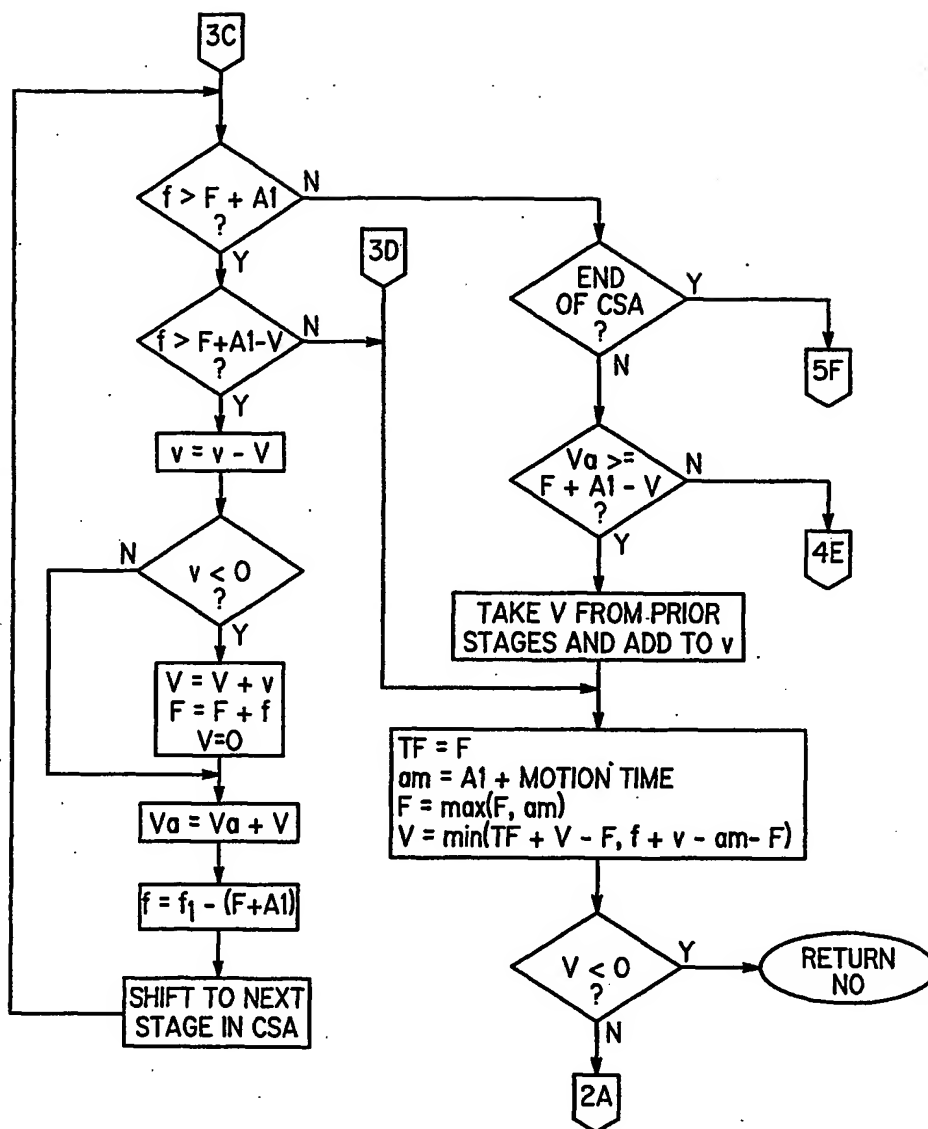 3C
f > F + A1
?
N
Y
3D
f > F+A1-V
?
N
Y
v = v - V
v < 0
?
N
Y
V = V + v
F = F + f
V=0
Va = Va + V
f = f1 - (F+A1)
SHIFT TO NEXT
STAGE IN CSA
END
OF CSA
?
Y
N
5F
Va >=
F + A1 - V
?
N
Y
4E
TAKE V FROM PRIOR
STAGES AND ADD TO v
TF = F
am = A1 + MOTION TIME
F = max(F, am)
V = min(TF + V - F, f + v - am- F)
V < 0
?
Y
N
RETURN
NO
2A